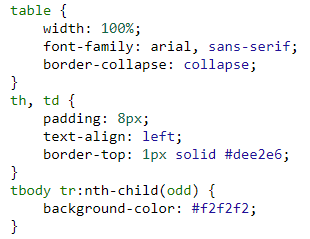 table {
    width: 100%;
    font-family: arial, sans-serif;
    border-collapse: collapse;
}
th, td {
    padding: 8px;
    text-align: left;
    border-top: 1px solid #dee2e6;
}
tbody tr:nth-child(odd) {
    background-color: #f2f2f2;
}